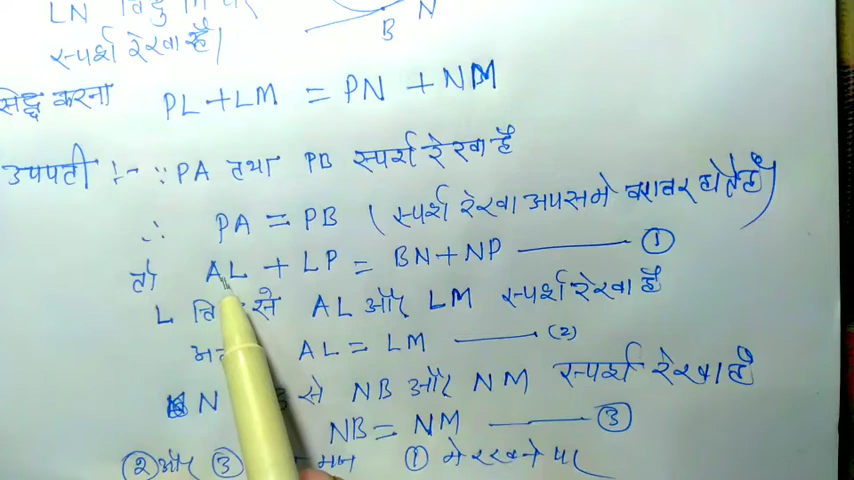 LN बिंदु M पर
स्पर्श रेखा है।
B N
सिद्ध करना PL + LM = PN + NM
उपपती :- ∵ PA तथा PB स्पर्श रेखा है
∴ PA = PB (स्पर्श रेखा आपस मे बराबर होते है)
तो AL + LP = BN + NP ——— ①
L से AL और LM स्पर्श रेखा है
AL = LM ——— (2)
N से NB और NM स्पर्श रेखा है
NB = NM ——— ③
② और ③ मान ① मे रखने पर